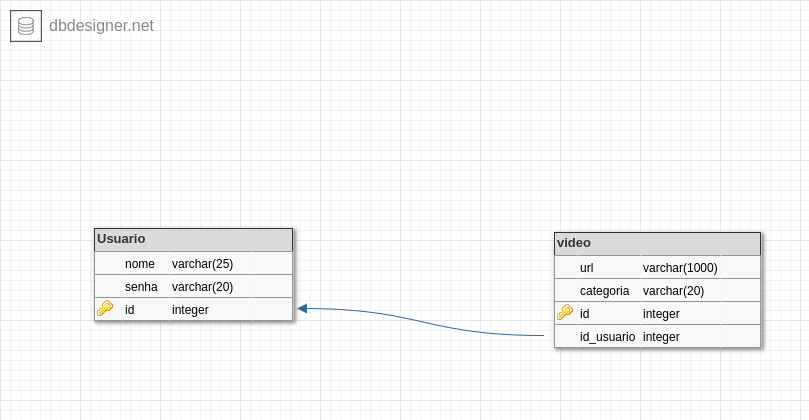 dbdesigner.net
Usuario
nome varchar(25)
senha varchar(20)
id integer
video
url varchar(1000)
categoria varchar(20)
id integer
id_usuario integer